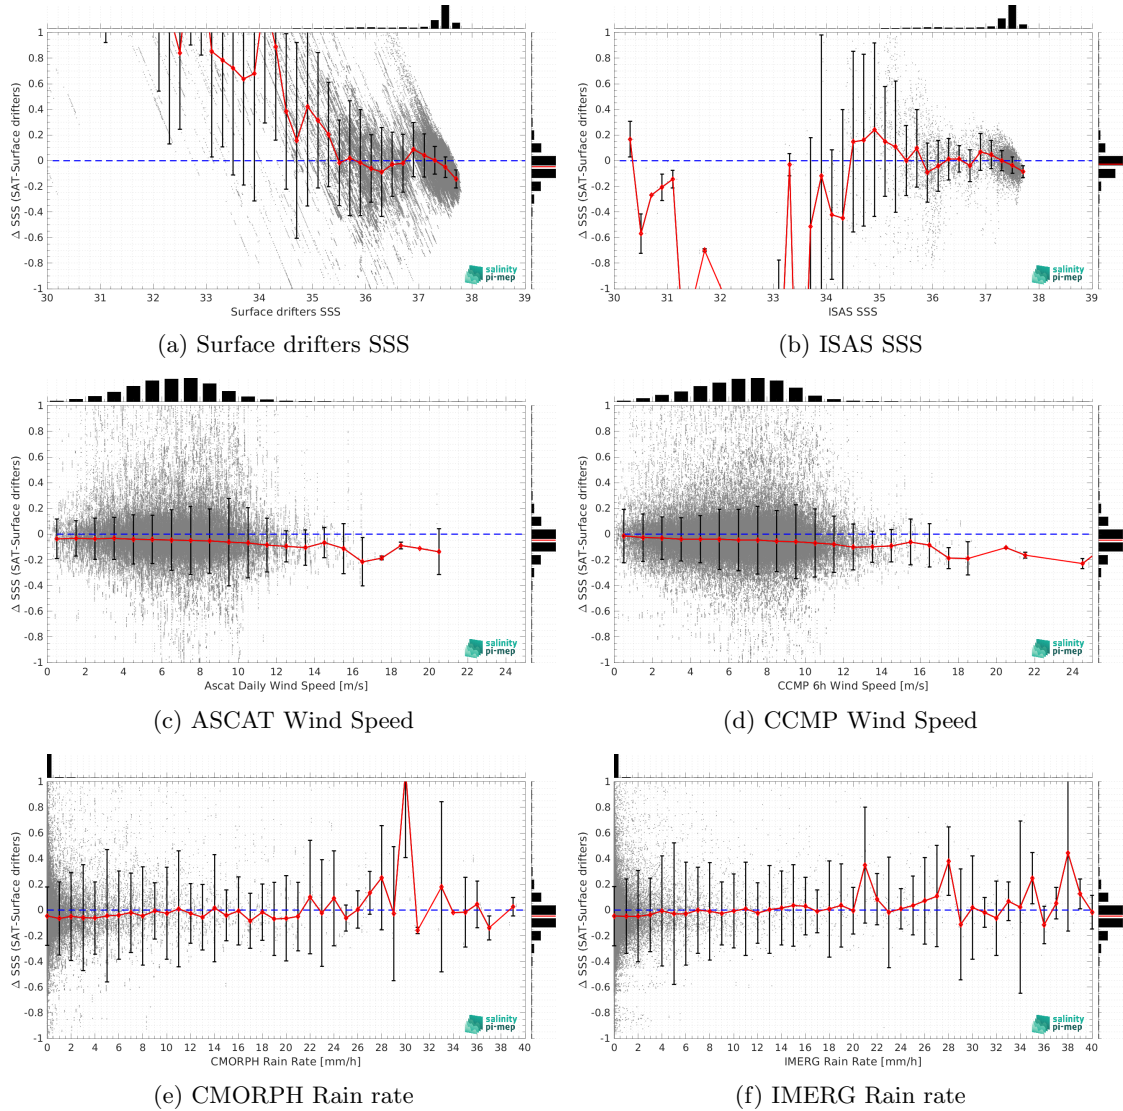 Δ SSS (SAT-Surface drifters)
1
0.8
0.6
0.4
0.2
0
-0.2
-0.4
-0.6
-0.8
-1
30 31 32 33 34 35 36 37 38 39
Surface drifters SSS
salinity
pi-mep
(a) Surface drifters SSS
Δ SSS (SAT-Surface drifters)
1
0.8
0.6
0.4
0.2
0
-0.2
-0.4
-0.6
-0.8
-1
30 31 32 33 34 35 36 37 38 39
ISAS SSS
salinity
pi-mep
(b) ISAS SSS
Δ SSS (SAT-Surface drifters)
1
0.8
0.6
0.4
0.2
0
-0.2
-0.4
-0.6
-0.8
-1
0 2 4 6 8 10 12 14 16 18 20 22 24
Ascat Daily Wind Speed [m/s]
salinity
pi-mep
(c) ASCAT Wind Speed
Δ SSS (SAT-Surface drifters)
1
0.8
0.6
0.4
0.2
0
-0.2
-0.4
-0.6
-0.8
-1
0 2 4 6 8 10 12 14 16 18 20 22 24
CCMP 6h Wind Speed [m/s]
salinity
pi-mep
(d) CCMP Wind Speed
Δ SSS (SAT-Surface drifters)
1
0.8
0.6
0.4
0.2
0
-0.2
-0.4
-0.6
-0.8
-1
0 2 4 6 8 10 12 14 16 18 20 22 24 26 28 30 32 34 36 38 40
CMORPH Rain Rate [mm/h]
salinity
pi-mep
(e) CMORPH Rain rate
Δ SSS (SAT-Surface drifters)
1
0.8
0.6
0.4
0.2
0
-0.2
-0.4
-0.6
-0.8
-1
0 2 4 6 8 10 12 14 16 18 20 22 24 26 28 30 32 34 36 38 40
IMERG Rain Rate [mm/h]
salinity
pi-mep
(f) IMERG Rain rate